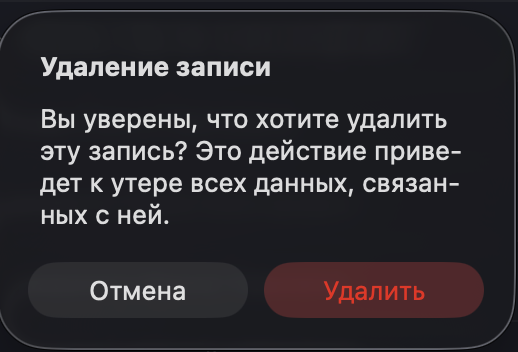 Удаление записи
Вы уверены, что хотите удалить
эту запись? Это действие приве-
дет к утере всех данных, связан-
ных с ней.
Отмена
Удалить